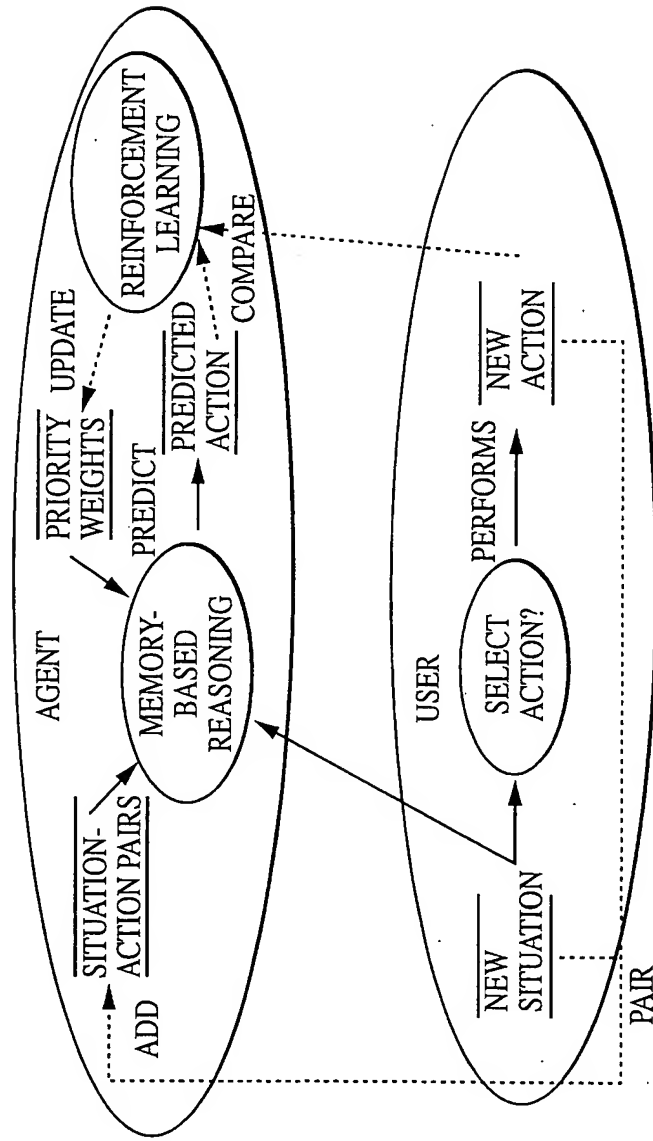 AGENT
SITUATION-
ACTION PAIRS
ADD
MEMORY-
BASED
REASONING
PRIORITY
WEIGHTS
UPDATE
PREDICT
PREDICTED
ACTION
REINFORCEMENT
LEARNING
COMPARE
USER
NEW
SITUATION
SELECT
ACTION?
PERFORMS
NEW
ACTION
PAIR